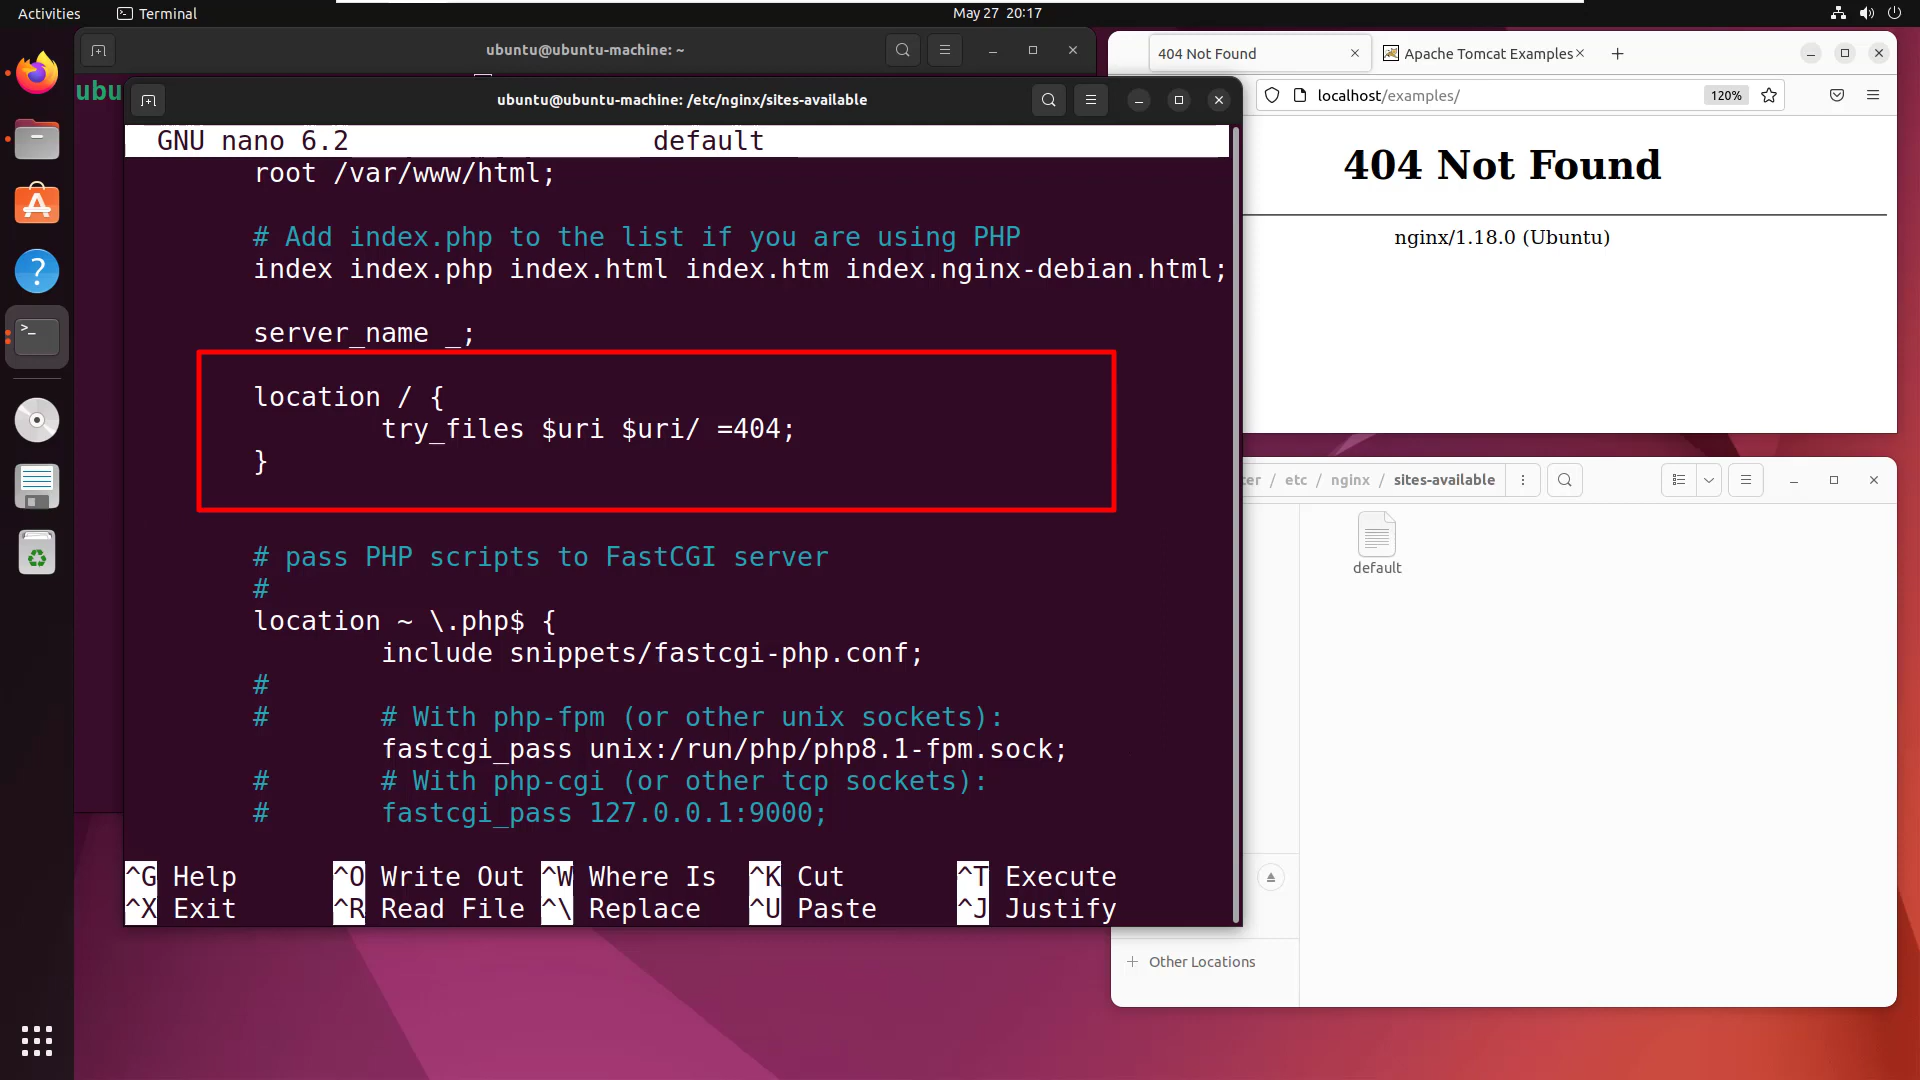 Activities
Terminal
May 27 20:17
ubuntu@ubuntu-machine: ~
ubu
ubuntu@ubuntu-machine: /etc/nginx/sites-available
GNU nano 6.2 default
root /var/www/html;
# Add index.php to the list if you are using PHP
index index.php index.html index.htm index.nginx-debian.html;
server_name _;
location / {
try_files $uri $uri/ =404;
}
# pass PHP scripts to FastCGI server
#
location ~ \.php$ {
include snippets/fastcgi-php.conf;
#
# # With php-fpm (or other unix sockets):
fastcgi_pass unix:/run/php/php8.1-fpm.sock;
# # With php-cgi (or other tcp sockets):
# fastcgi_pass 127.0.0.1:9000;
^G Help ^O Write Out ^W Where Is ^K Cut ^T Execute
^X Exit ^R Read File ^\ Replace ^U Paste ^J Justify
404 Not Found
Apache Tomcat Examples
localhost/examples/
120%
404 Not Found
nginx/1.18.0 (Ubuntu)
ter / etc / nginx / sites-available
default
+ Other Locations